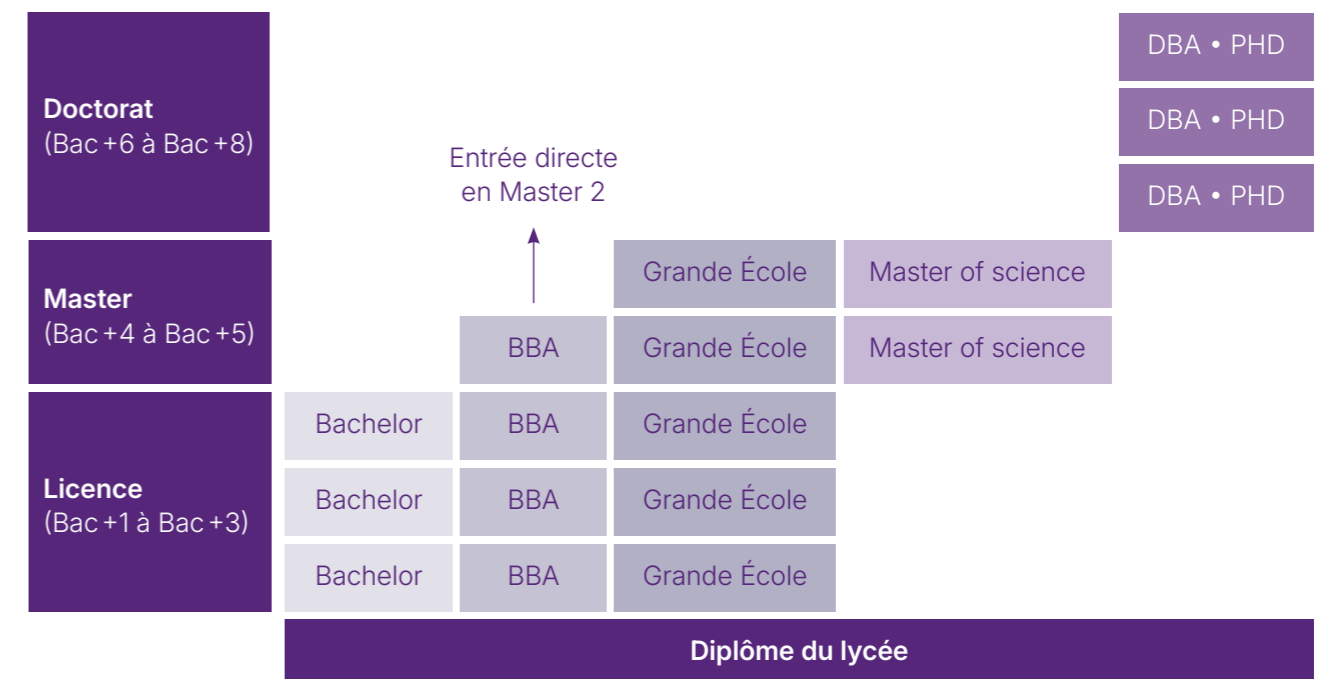 DBA • PHD
Doctorat
(Bac +6 à Bac +8)
DBA • PHD
Entrée directe
en Master 2
DBA • PHD
Master
(Bac +4 à Bac +5)
Grande École
Master of science
BBA
Grande École
Master of science
Licence
(Bac +1 à Bac +3)
Bachelor
BBA
Grande École
Bachelor
BBA
Grande École
Bachelor
BBA
Grande École
Diplôme du lycée